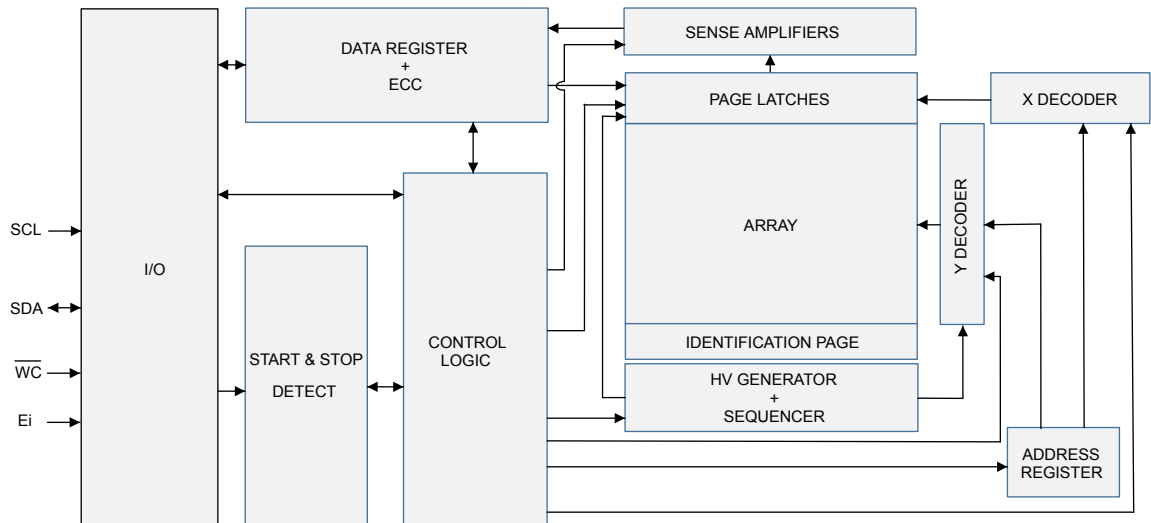 DATA REGISTER
+
ECC
SENSE AMPLIFIERS
PAGE LATCHES
X DECODER
ARRAY
Y DECODER
SCL
I/O
SDA
W̅C̅
Ei
START & STOP
DETECT
CONTROL
LOGIC
IDENTIFICATION PAGE
HV GENERATOR
+
SEQUENCER
ADDRESS
REGISTER